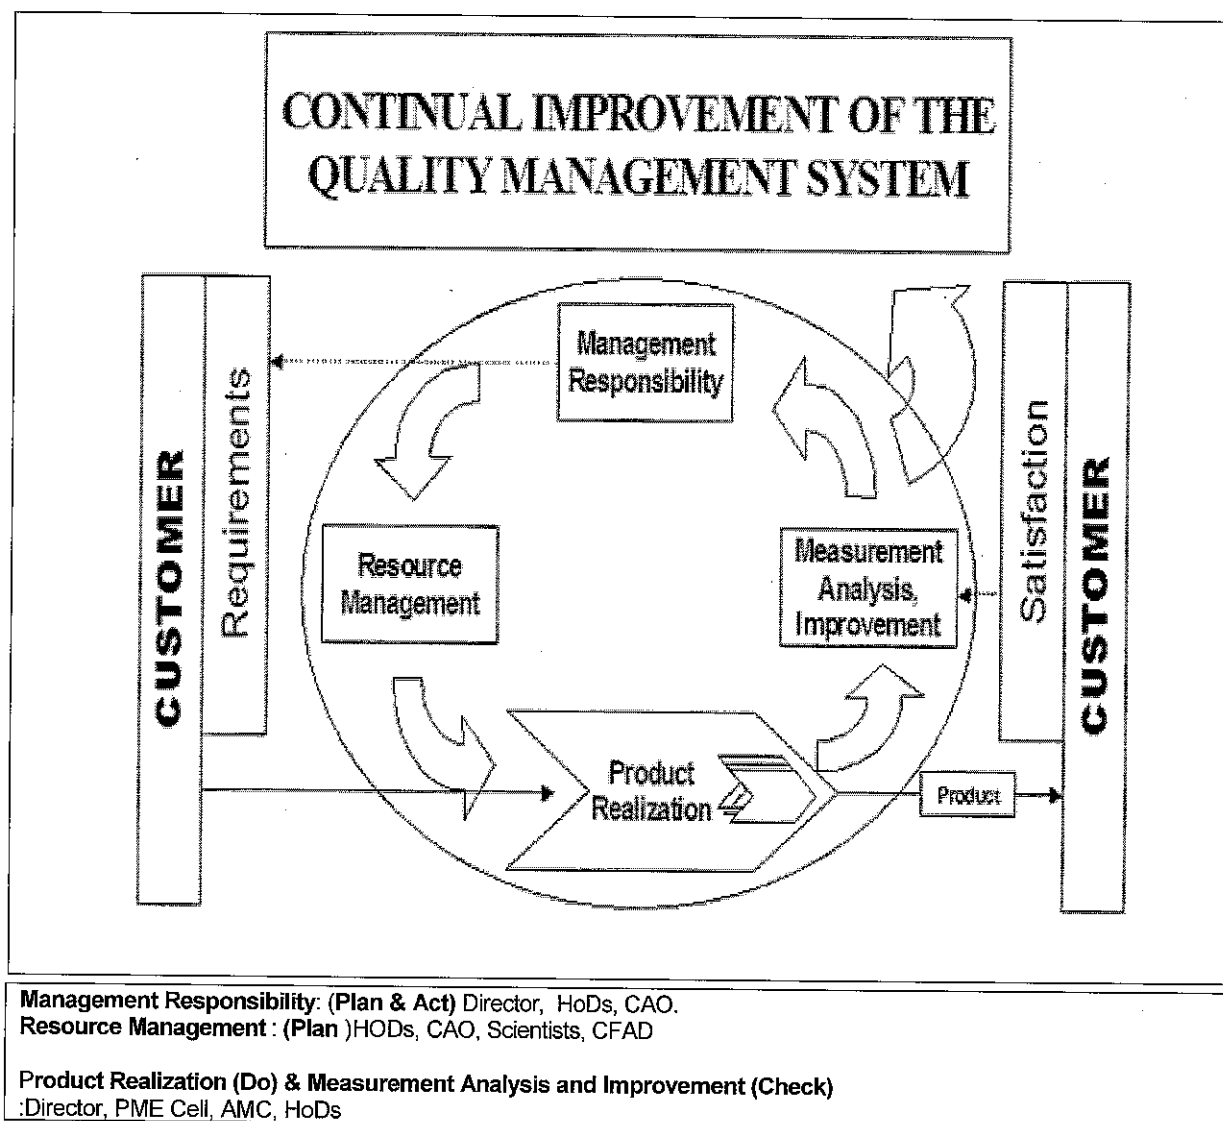 CONTINUAL IMPROVEMENT OF THE
QUALITY MANAGEMENT SYSTEM
CUSTOMER
Requirements
Management
Responsibility
Resource
Management
Measurement
Analysis,
Improvement
Product
Realization
Product
Satisfaction
CUSTOMER
Management Responsibility: (Plan & Act) Director, HoDs, CAO.
Resource Management : (Plan )HODs, CAO, Scientists, CFAD
Product Realization (Do) & Measurement Analysis and Improvement (Check)
:Director, PME Cell, AMC, HoDs